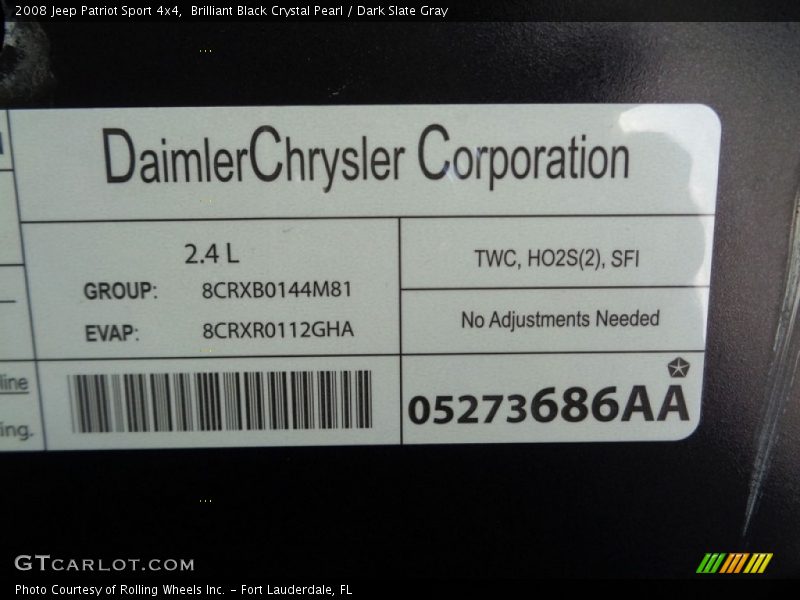 2008 Jeep Patriot Sport 4x4,  Brilliant Black Crystal Pearl / Dark Slate Gray
DaimlerChrysler Corporation
2.4 L
GROUP: 8CRXB0144M81
EVAP: 8CRXR0112GHA
TWC, HO2S(2), SFI
No Adjustments Needed
line
ing.
05273686AA
GTCARLOT.COM
Photo Courtesy of Rolling Wheels Inc. – Fort Lauderdale, FL